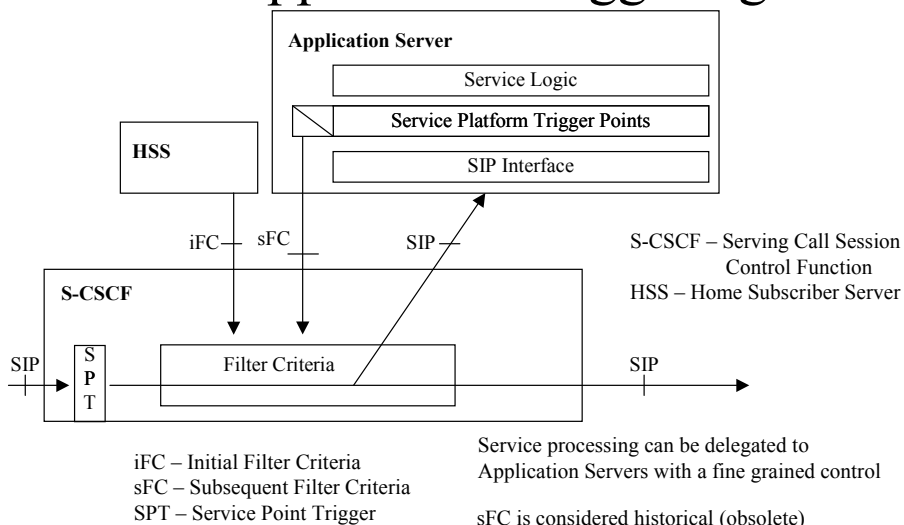 Application Server
Service Logic
Service Platform Trigger Points
SIP Interface
HSS
iFC
sFC
SIP
S-CSCF – Serving Call Session
Control Function
HSS – Home Subscriber Server
S-CSCF
SIP
S
P
T
Filter Criteria
SIP
iFC – Initial Filter Criteria
sFC – Subsequent Filter Criteria
SPT – Service Point Trigger
Service processing can be delegated to
Application Servers with a fine grained control
sFC is considered historical (obsolete)